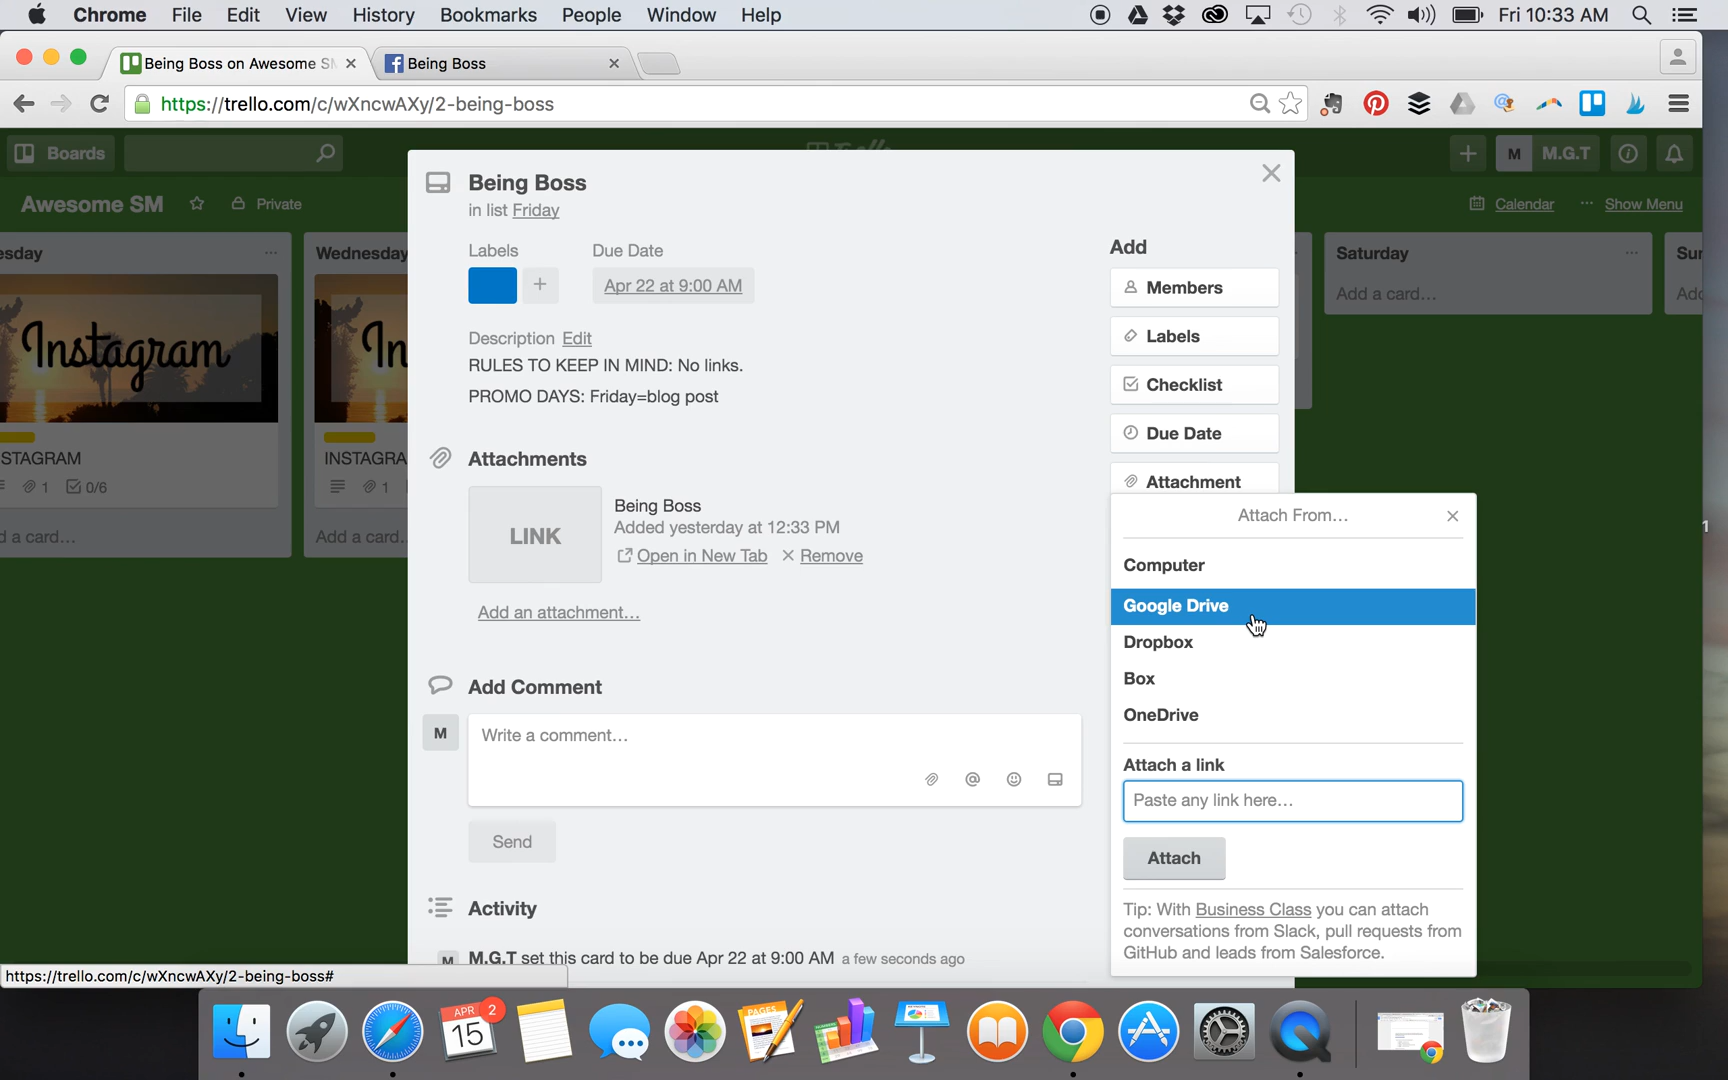 Chrome File Edit View History Bookmarks People Window Help Fri 10:33 AM
Being Boss on Awesome S Being Boss
https://trello.com/c/wXncwAXy/2-being-boss
Boards M M.G.T
Awesome SM Private Calendar Show Menu
Being Boss
in list Friday
Labels Due Date
Apr 22 at 9:00 AM
Description Edit
RULES TO KEEP IN MIND: No links.
PROMO DAYS: Friday=blog post
Attachments
LINK
Being Boss
Added yesterday at 12:33 PM
Open in New Tab Remove
Add an attachment…
Add Comment
M
Write a comment…
Send
Activity
M.G.T set this card to be due Apr 22 at 9:00 AM a few seconds ago
Add
Members
Labels
Checklist
Due Date
Attachment
Attach From…
Computer
Google Drive
Dropbox
Box
OneDrive
Attach a link
Paste any link here…
Attach
Tip: With Business Class you can attach
conversations from Slack, pull requests from
GitHub and leads from Salesforce.
esday
Instagram
STAGRAM
1 0/6
d a card…
Wednesday
In
INSTAGRA
1
Add a card…
Saturday
Add a card…
Sun
Add
https://trello.com/c/wXncwAXy/2-being-boss#
APR 2
15
PAGES